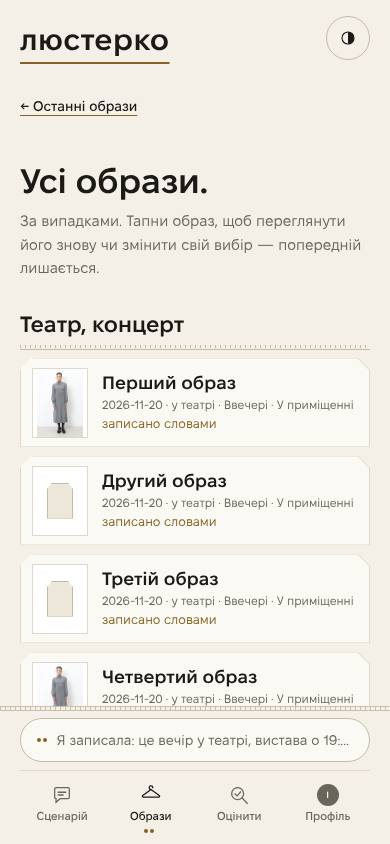 люстерко
← Останні образи
Усі образи.
За випадками. Тапни образ, щоб переглянути
його знову чи змінити свій вибір — попередній
лишається.
Театр, концерт
Перший образ
2026-11-20 · у театрі · Ввечері · У приміщенні
записано словами
Другий образ
2026-11-20 · у театрі · Ввечері · У приміщенні
записано словами
Третій образ
2026-11-20 · у театрі · Ввечері · У приміщенні
записано словами
Четвертий образ
2026-11-20 · у театрі · Ввечері · У приміщенні
Я записала: це вечір у театрі, вистава о 19:…
Сценарій
Образи
Оцінити
І
Профіль